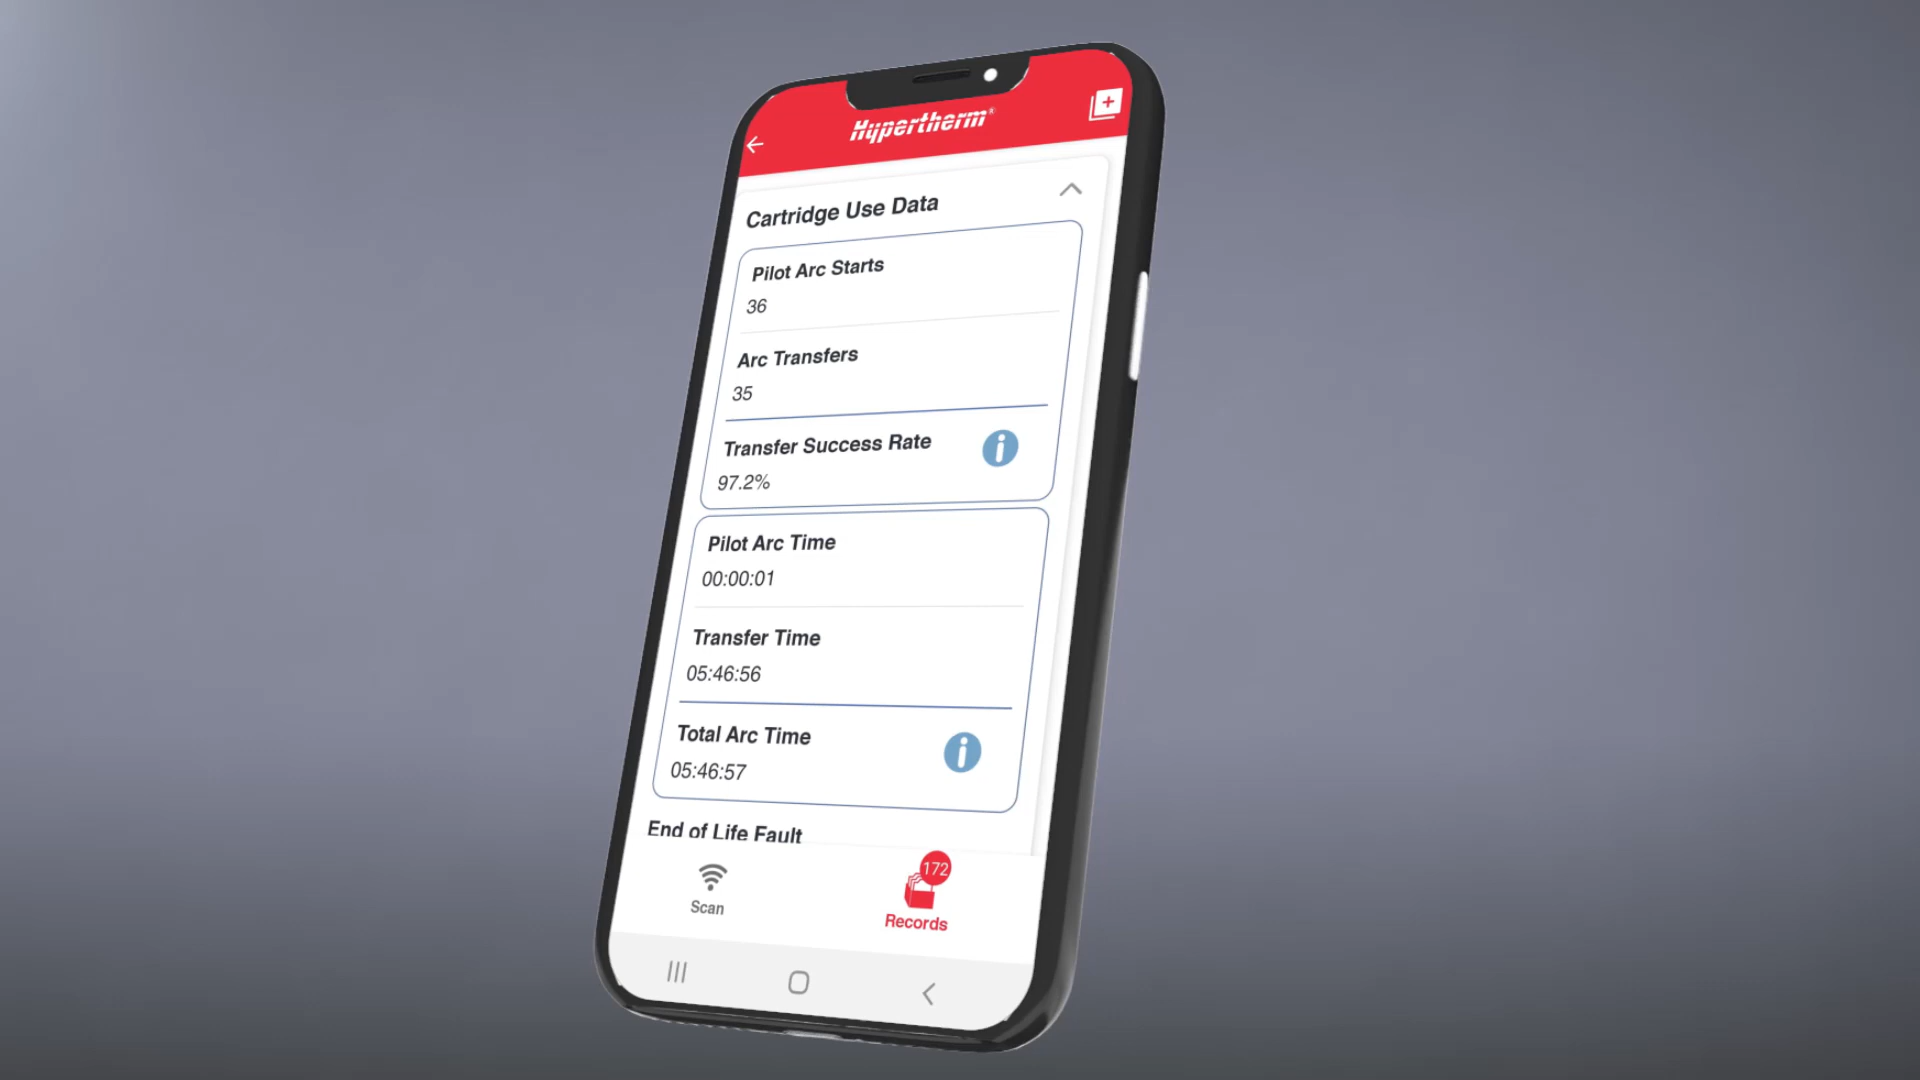 Hypertherm®
Cartridge Use Data
Pilot Arc Starts
36
Arc Transfers
35
Transfer Success Rate
97.2%
Pilot Arc Time
00:00:01
Transfer Time
05:46:56
Total Arc Time
05:46:57
End of Life Fault
172
Scan
Records